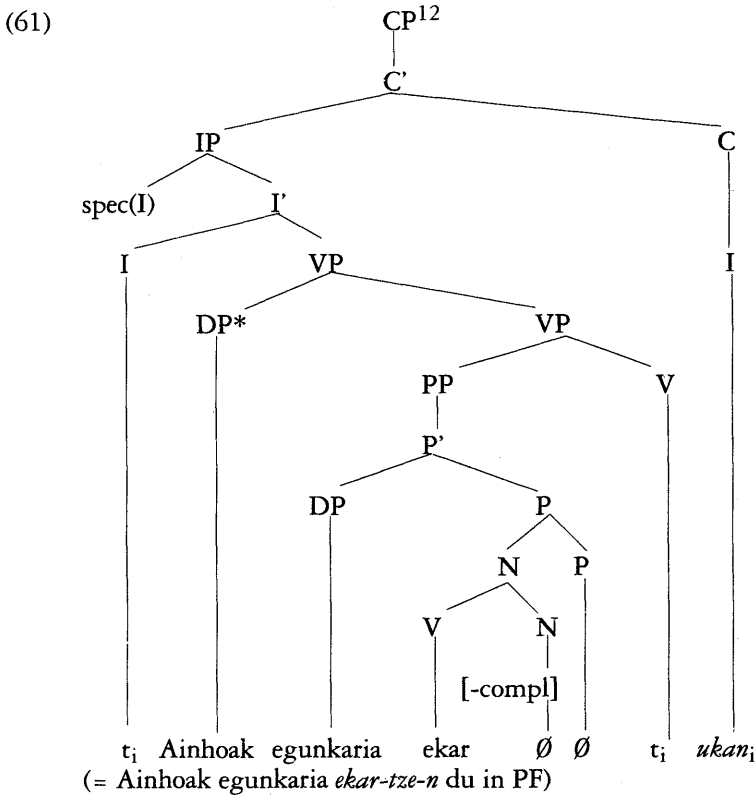 (61)
CP12
C'
IP C
spec(I) I'
I VP I
DP* VP
PP V
P'
DP P
N P
V N
[-compl]
ti Ainhoak egunkaria ekar Ø Ø ti ukani
(= Ainhoak egunkaria ekar-tze-n du in PF)